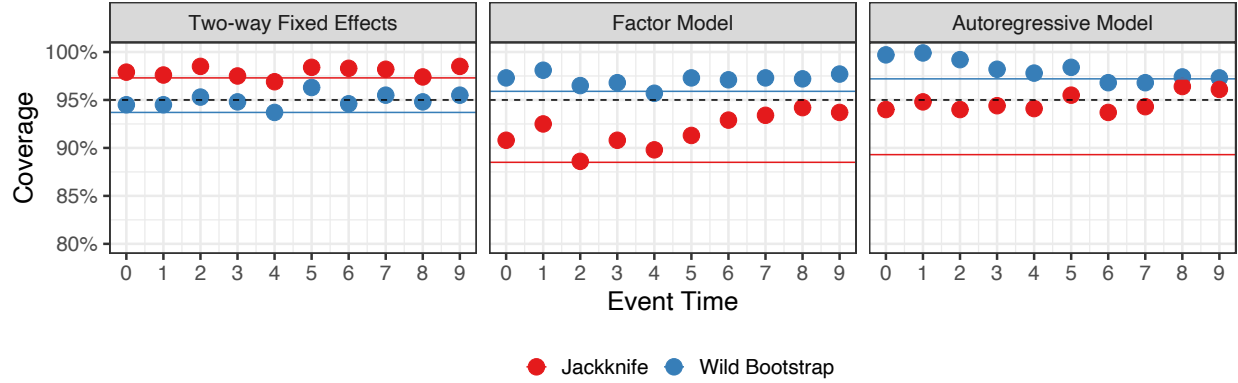 Two-way Fixed Effects Factor Model Autoregressive Model
100%
95%
90%
85%
80%
Coverage
0 1 2 3 4 5 6 7 8 9 0 1 2 3 4 5 6 7 8 9 0 1 2 3 4 5 6 7 8 9
Event Time
Jackknife Wild Bootstrap